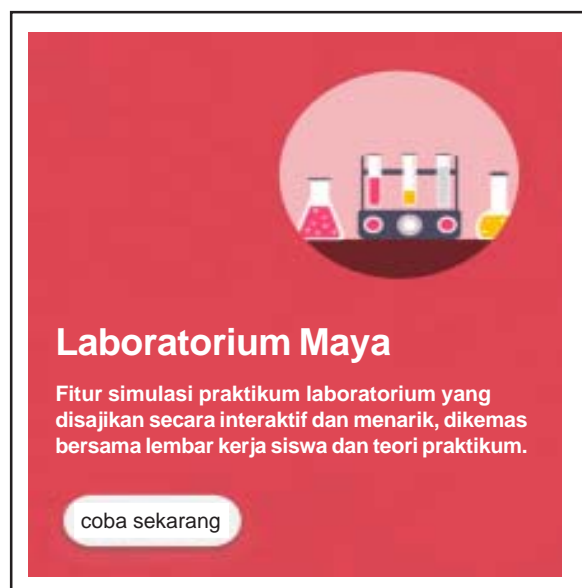 Laboratorium Maya
Fitur simulasi praktikum laboratorium yang
disajikan secara interaktif dan menarik, dikemas
bersama lembar kerja siswa dan teori praktikum.
coba sekarang